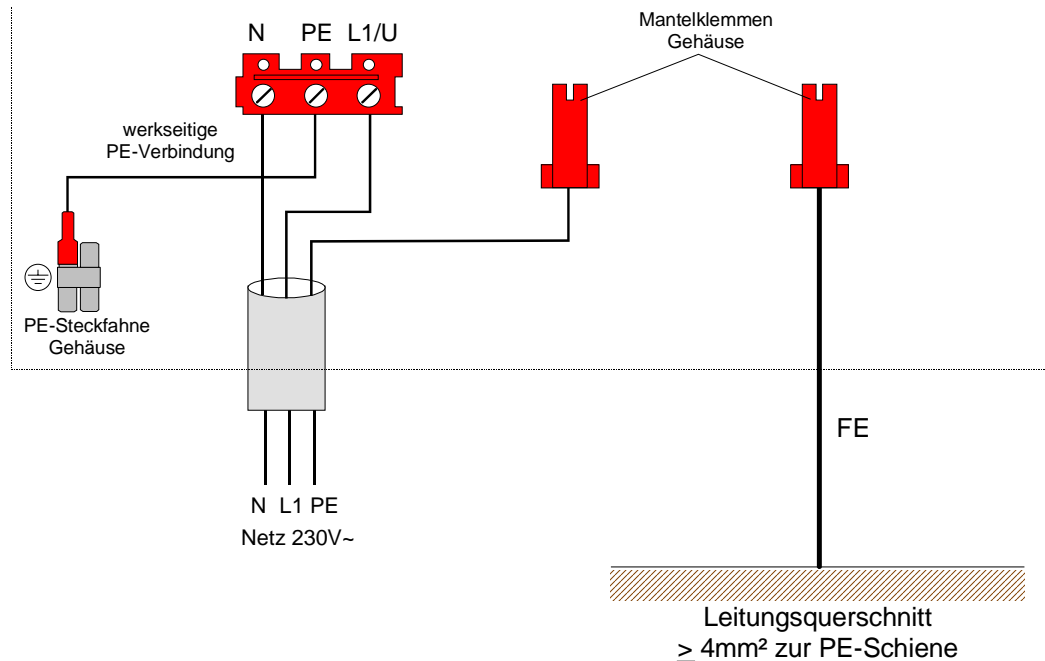 N PE L1/U
Mantelklemmen
Gehäuse
werkseitige
PE-Verbindung
PE-Steckfahne
Gehäuse
FE
N L1 PE
Netz 230V~
Leitungsquerschnitt
≥ 4mm² zur PE-Schiene